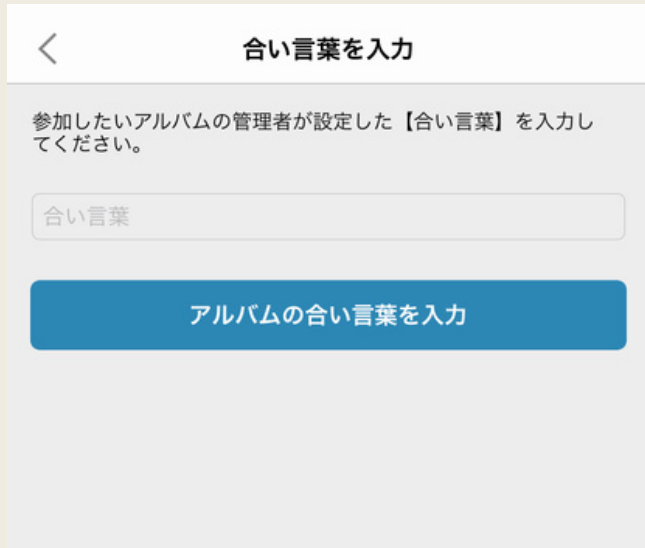 合い言葉を入力
参加したいアルバムの管理者が設定した【合い言葉】を入力し
てください。
合い言葉
アルバムの合い言葉を入力